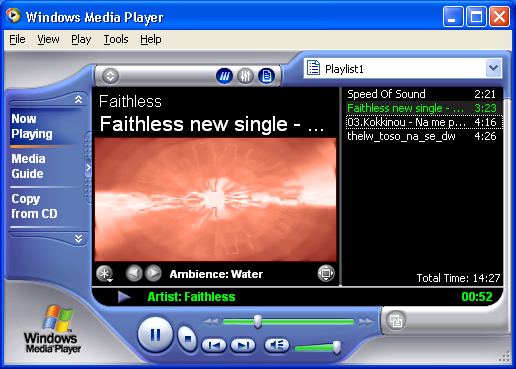 Windows Media Player
File View Play Tools Help
Playlist1
Now
Playing
Media
Guide
Copy
from CD
Faithless
Faithless new single - ...
Speed Of Sound 2:21
Faithless new single - ... 3:23
03.Kokkinou - Na me p... 4:16
thelw_toso_na_se_dw 4:26
Ambience: Water
Total Time: 14:27
Artist: Faithless 00:52
Windows
Media Player